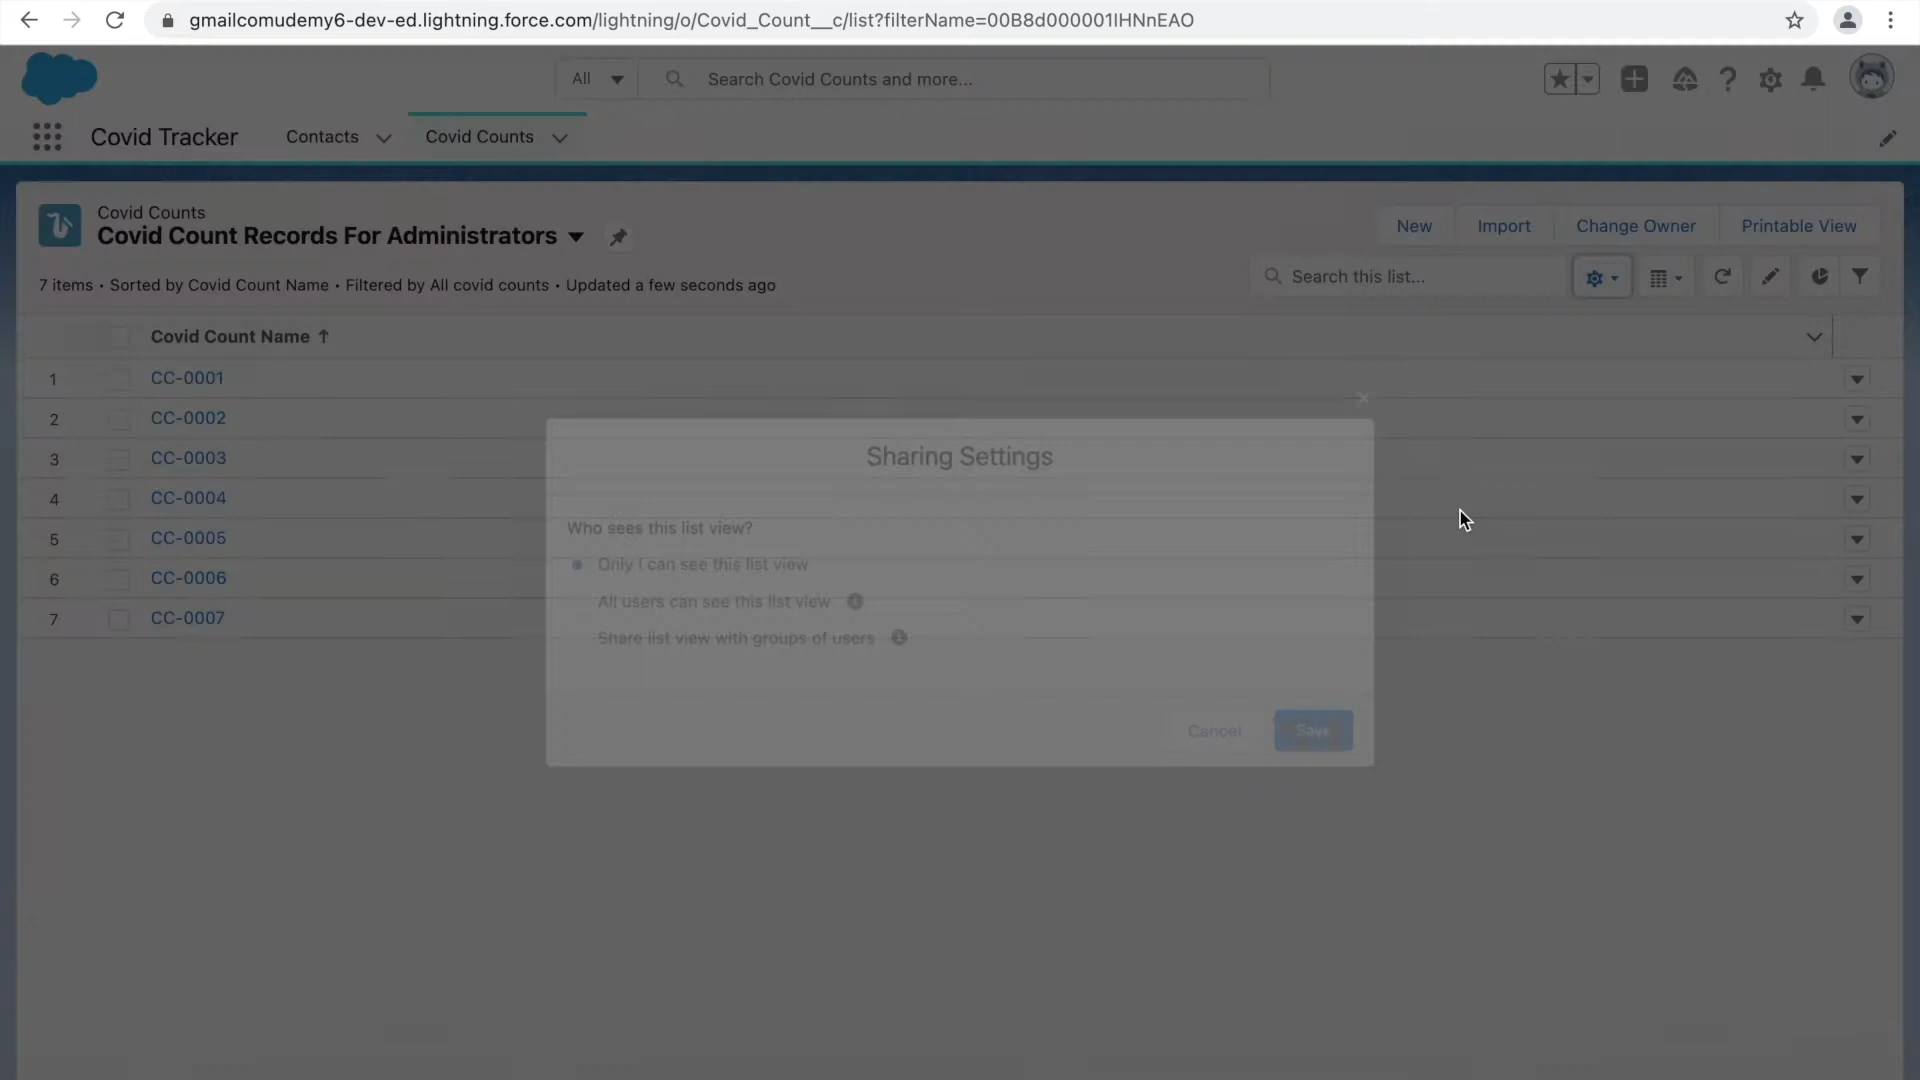 gmailcomudemy6-dev-ed.lightning.force.com/lightning/o/Covid_Count__c/list?filterName=00B8d000001lHNnEAO
All
Search Covid Counts and more...
Covid Tracker
Contacts
Covid Counts
Covid Counts
Covid Count Records For Administrators
New
Import
Change Owner
Printable View
7 items • Sorted by Covid Count Name • Filtered by All covid counts • Updated a few seconds ago
Search this list...
Covid Count Name ↑
1 CC-0001
2 CC-0002
3 CC-0003
4 CC-0004
5 CC-0005
6 CC-0006
7 CC-0007
Sharing Settings
Who sees this list view?
Only I can see this list view
All users can see this list view
Share list view with groups of users
Cancel
Save